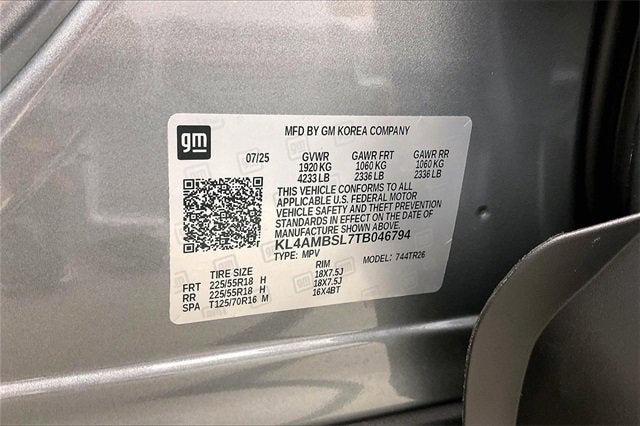 gm
MFD BY GM KOREA COMPANY
07/25 GVWR GAWR FRT GAWR RR
1920 KG 1060 KG 1060 KG
4233 LB 2336 LB 2336 LB
THIS VEHICLE CONFORMS TO ALL
APPLICABLE U.S. FEDERAL MOTOR
VEHICLE SAFETY AND THEFT PREVENTION
STANDARDS IN EFFECT ON THE DATE OF
MANUFACTURE SHOWN ABOVE.
KL4AMBSL7TB046794
TYPE: MPV MODEL: 744TR26
TIRE SIZE RIM
FRT 225/55R18 H 18X7.5J
RR 225/55R18 H 18X7.5J
SPA T125/70R16 M 16X4BT